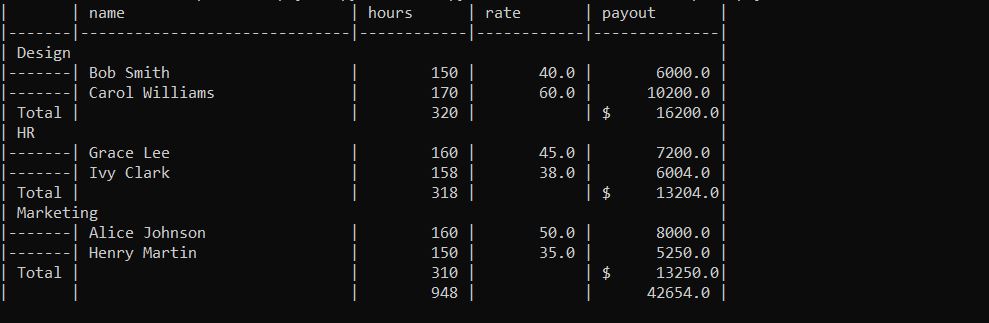 |       | name                         | hours      | rate       | payout       |
|-------|------------------------------|------------|------------|--------------|
| Design                                                                        |
|-------| Bob Smith                    |        150 |       40.0 |       6000.0 |
|-------| Carol Williams               |        170 |       60.0 |      10200.0 |
| Total |                              |        320 |            | $     16200.0|
| HR                                                                            |
|-------| Grace Lee                    |        160 |       45.0 |       7200.0 |
|-------| Ivy Clark                    |        158 |       38.0 |       6004.0 |
| Total |                              |        318 |            | $     13204.0|
| Marketing                                                                     |
|-------| Alice Johnson                |        160 |       50.0 |       8000.0 |
|-------| Henry Martin                 |        150 |       35.0 |       5250.0 |
| Total |                              |        310 |            | $     13250.0|
|       |                              |        948 |            |      42654.0 |